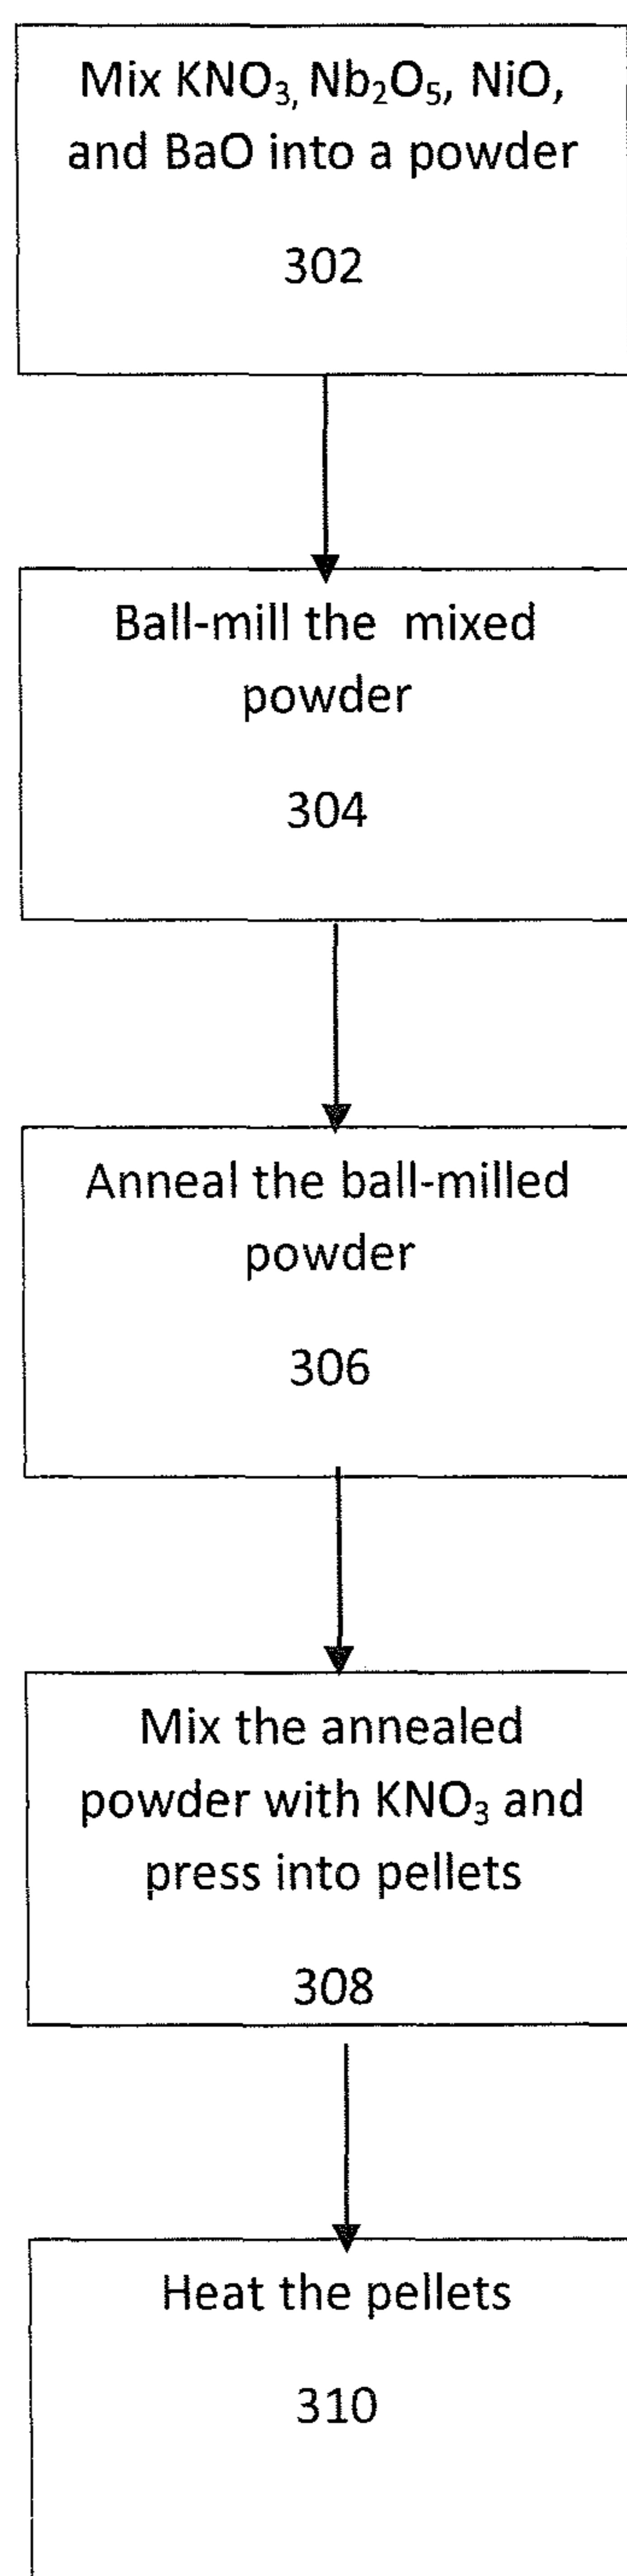 Mix KNO₃, Nb₂O₅, NiO,
and BaO into a powder
302
Ball-mill the mixed
powder
304
Anneal the ball-milled
powder
306
Mix the annealed
powder with KNO₃ and
press into pellets
308
Heat the pellets
310